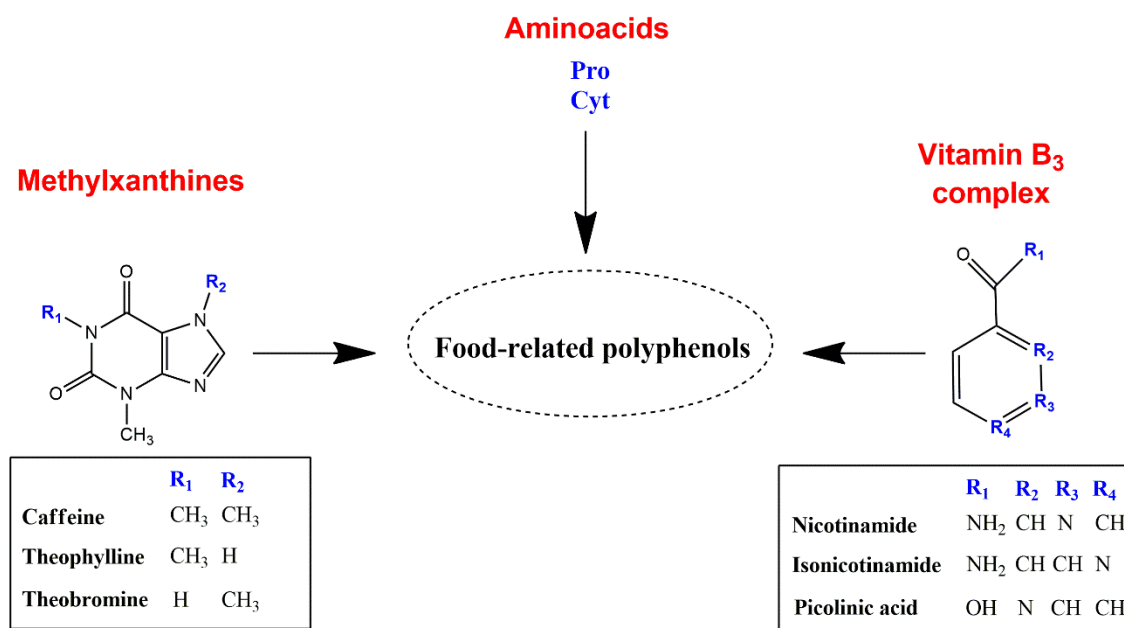 Aminoacids
Pro
Cyt
Methylxanthines
Vitamin B3
complex
O
R1
N
R2
N
O
N
N
CH3
Food-related polyphenols
O
R1
R2
R3
R4
R1 R2
Caffeine CH3 CH3
Theophylline CH3 H
Theobromine H CH3
R1 R2 R3 R4
Nicotinamide NH2 CH N CH
Isonicotinamide NH2 CH CH N
Picolinic acid OH N CH CH